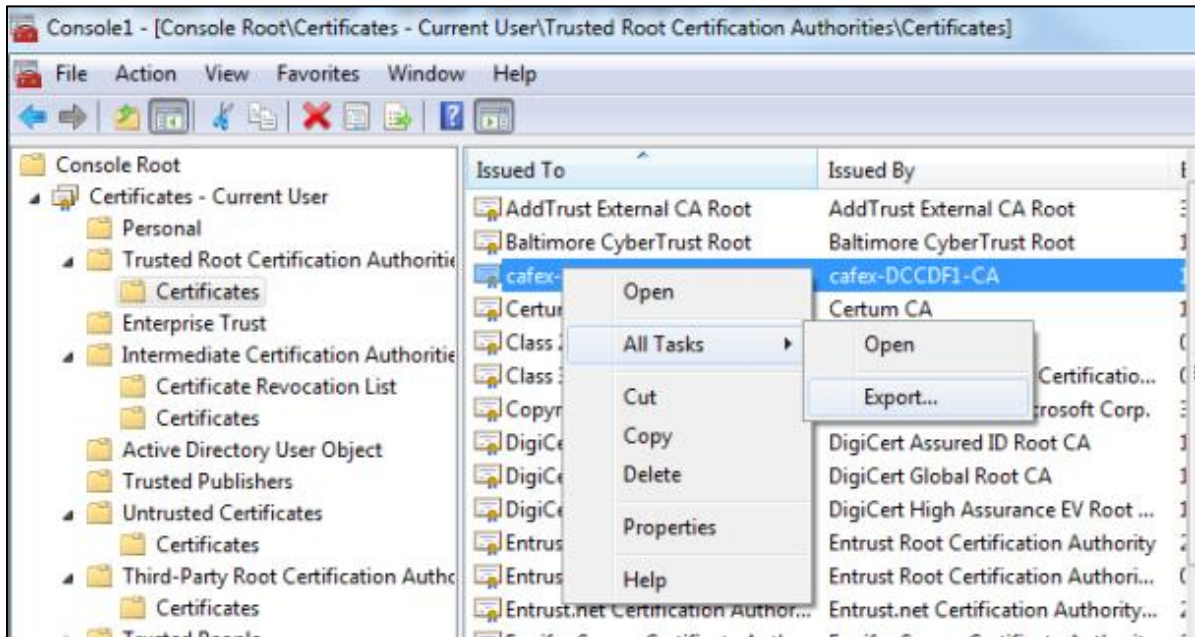 Console1 - [Console Root\Certificates - Current User\Trusted Root Certification Authorities\Certificates]
File Action View Favorites Window Help
Console Root
Certificates - Current User
Personal
Trusted Root Certification Authoritie
Certificates
Enterprise Trust
Intermediate Certification Authoritie
Certificate Revocation List
Certificates
Active Directory User Object
Trusted Publishers
Untrusted Certificates
Certificates
Third-Party Root Certification Autho
Certificates
Issued To Issued By
AddTrust External CA Root AddTrust External CA Root
Baltimore CyberTrust Root Baltimore CyberTrust Root
cafex- cafex-DCCDF1-CA
Certum CA
Class
Class Certificatio...
Copyr crosoft Corp.
DigiCe DigiCert Assured ID Root CA
DigiCe DigiCert Global Root CA
DigiCe DigiCert High Assurance EV Root ...
Entrus Entrust Root Certification Authority
Entrus Entrust Root Certification Authori...
Entrust.net Certification Author... Entrust.net Certification Authority...
Open
All Tasks
Cut
Copy
Delete
Properties
Help
Open
Export...